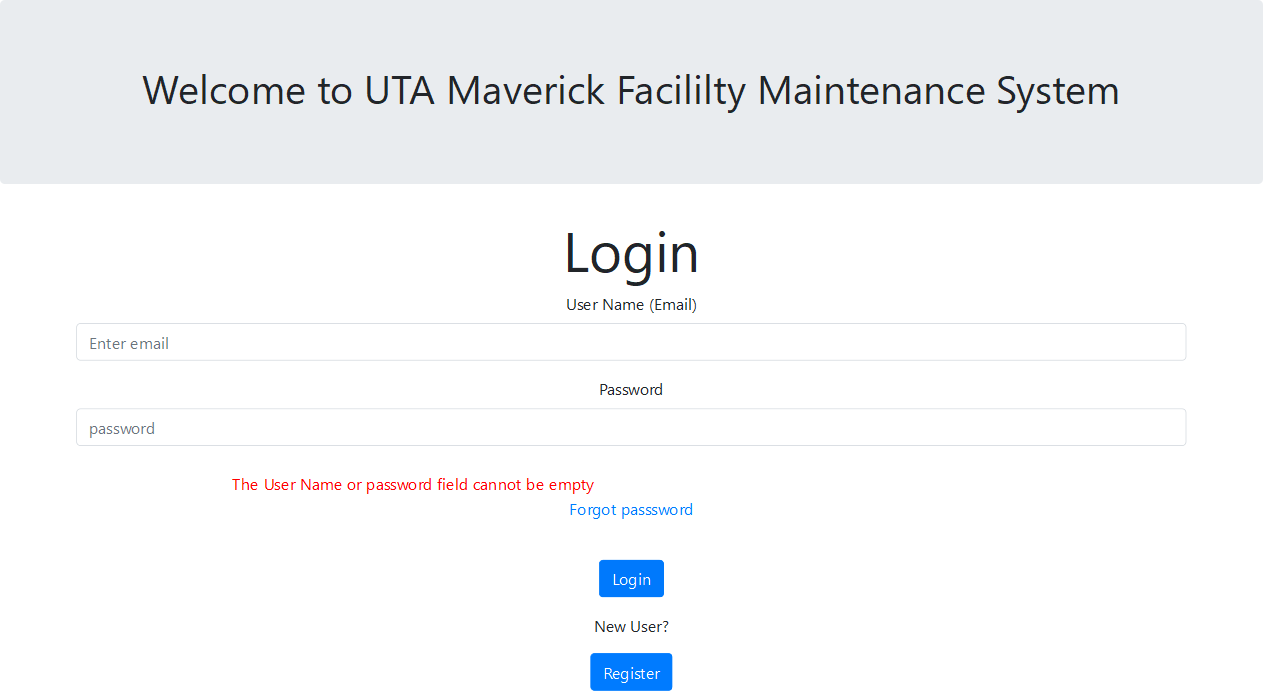 Welcome to UTA Maverick Facililty Maintenance System
Login
User Name (Email)
Enter email
Password
password
The User Name or password field cannot be empty
Forgot passsword
Login
New User?
Register